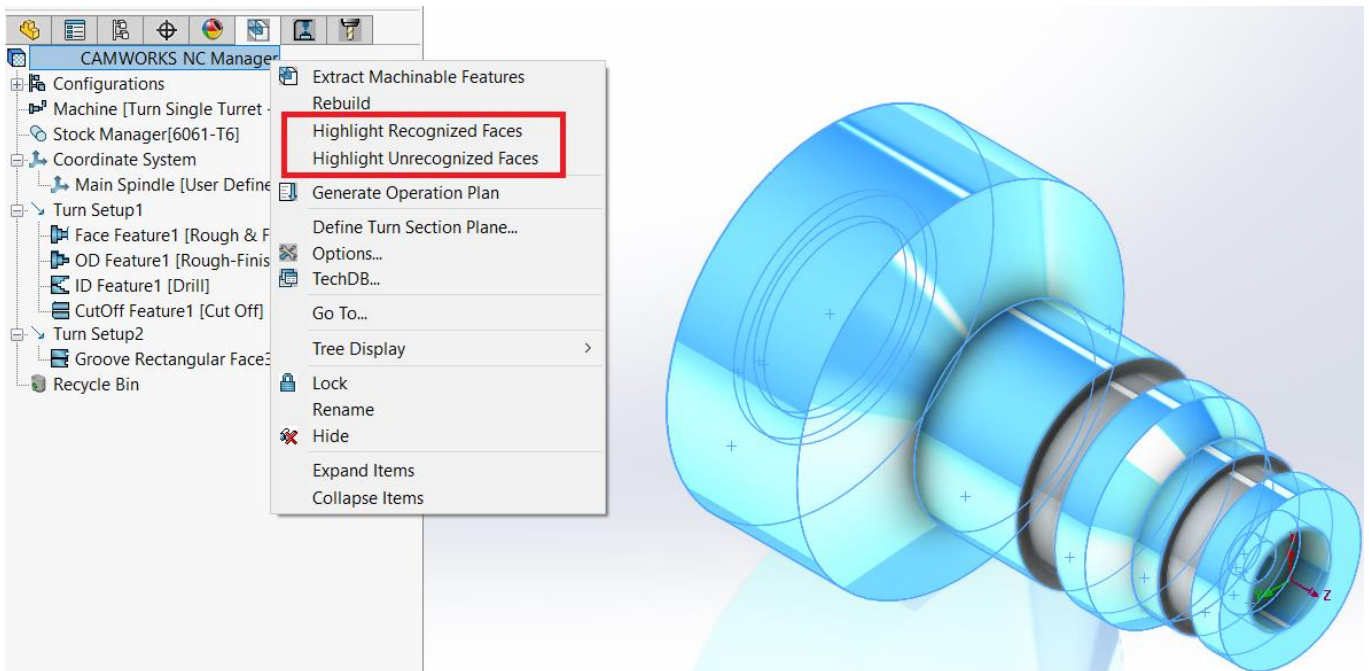 CAMWORKS NC Manager
Configurations
Machine [Turn Single Turret -
Stock Manager[6061-T6]
Coordinate System
Main Spindle [User Define
Turn Setup1
Face Feature1 [Rough & F
OD Feature1 [Rough-Finis
ID Feature1 [Drill]
CutOff Feature1 [Cut Off]
Turn Setup2
Groove Rectangular Face3
Recycle Bin
Extract Machinable Features
Rebuild
Highlight Recognized Faces
Highlight Unrecognized Faces
Generate Operation Plan
Define Turn Section Plane...
Options...
TechDB...
Go To...
Tree Display
Lock
Rename
Hide
Expand Items
Collapse Items
Z